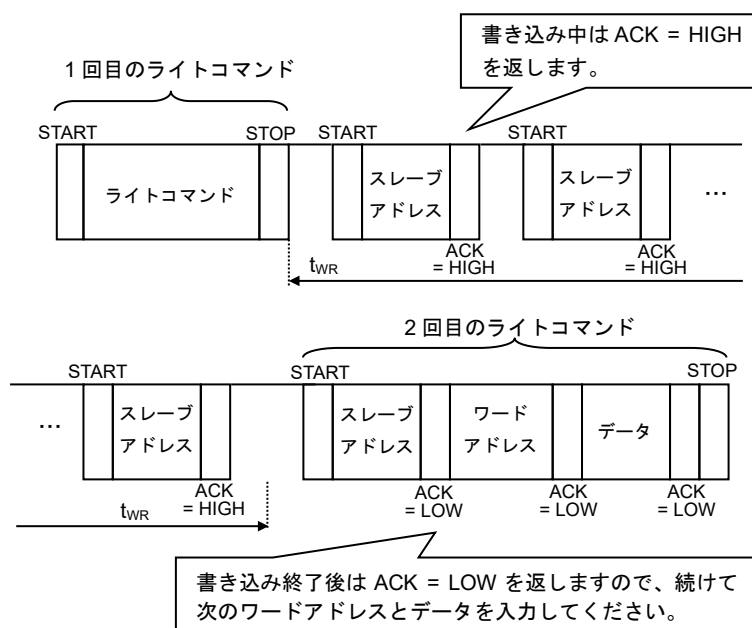 書き込み中は ACK = HIGH
を返します。
1 回目のライトコマンド
START STOP START START
ライトコマンド スレーブ アドレス スレーブ アドレス …
ACK = HIGH ACK = HIGH
tWR
2 回目のライトコマンド
START START STOP
… スレーブ アドレス スレーブ アドレス ワード アドレス データ
ACK = HIGH ACK = LOW ACK = LOW ACK = LOW
tWR
書き込み終了後は ACK = LOW を返しますので、続けて
次のワードアドレスとデータを入力してください。